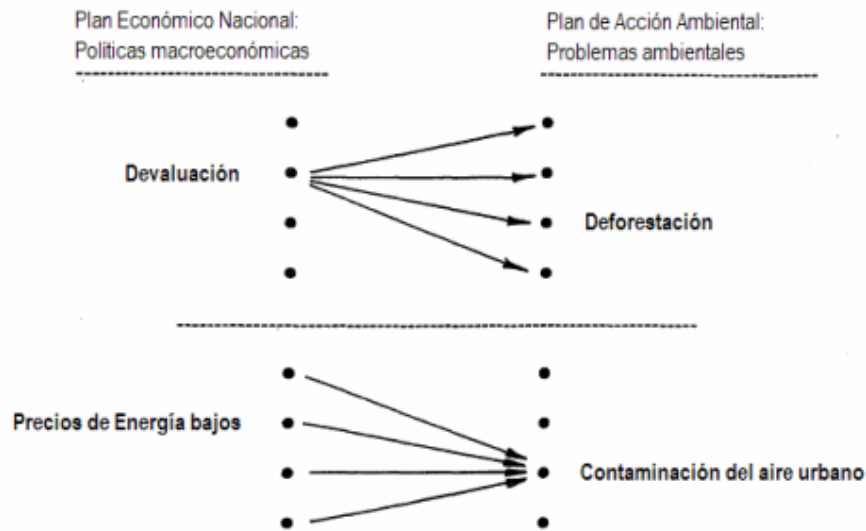 Plan Económico Nacional:
Políticas macroeconómicas
Plan de Acción Ambiental:
Problemas ambientales
Devaluación
Deforestación
Precios de Energía bajos
Contaminación del aire urbano